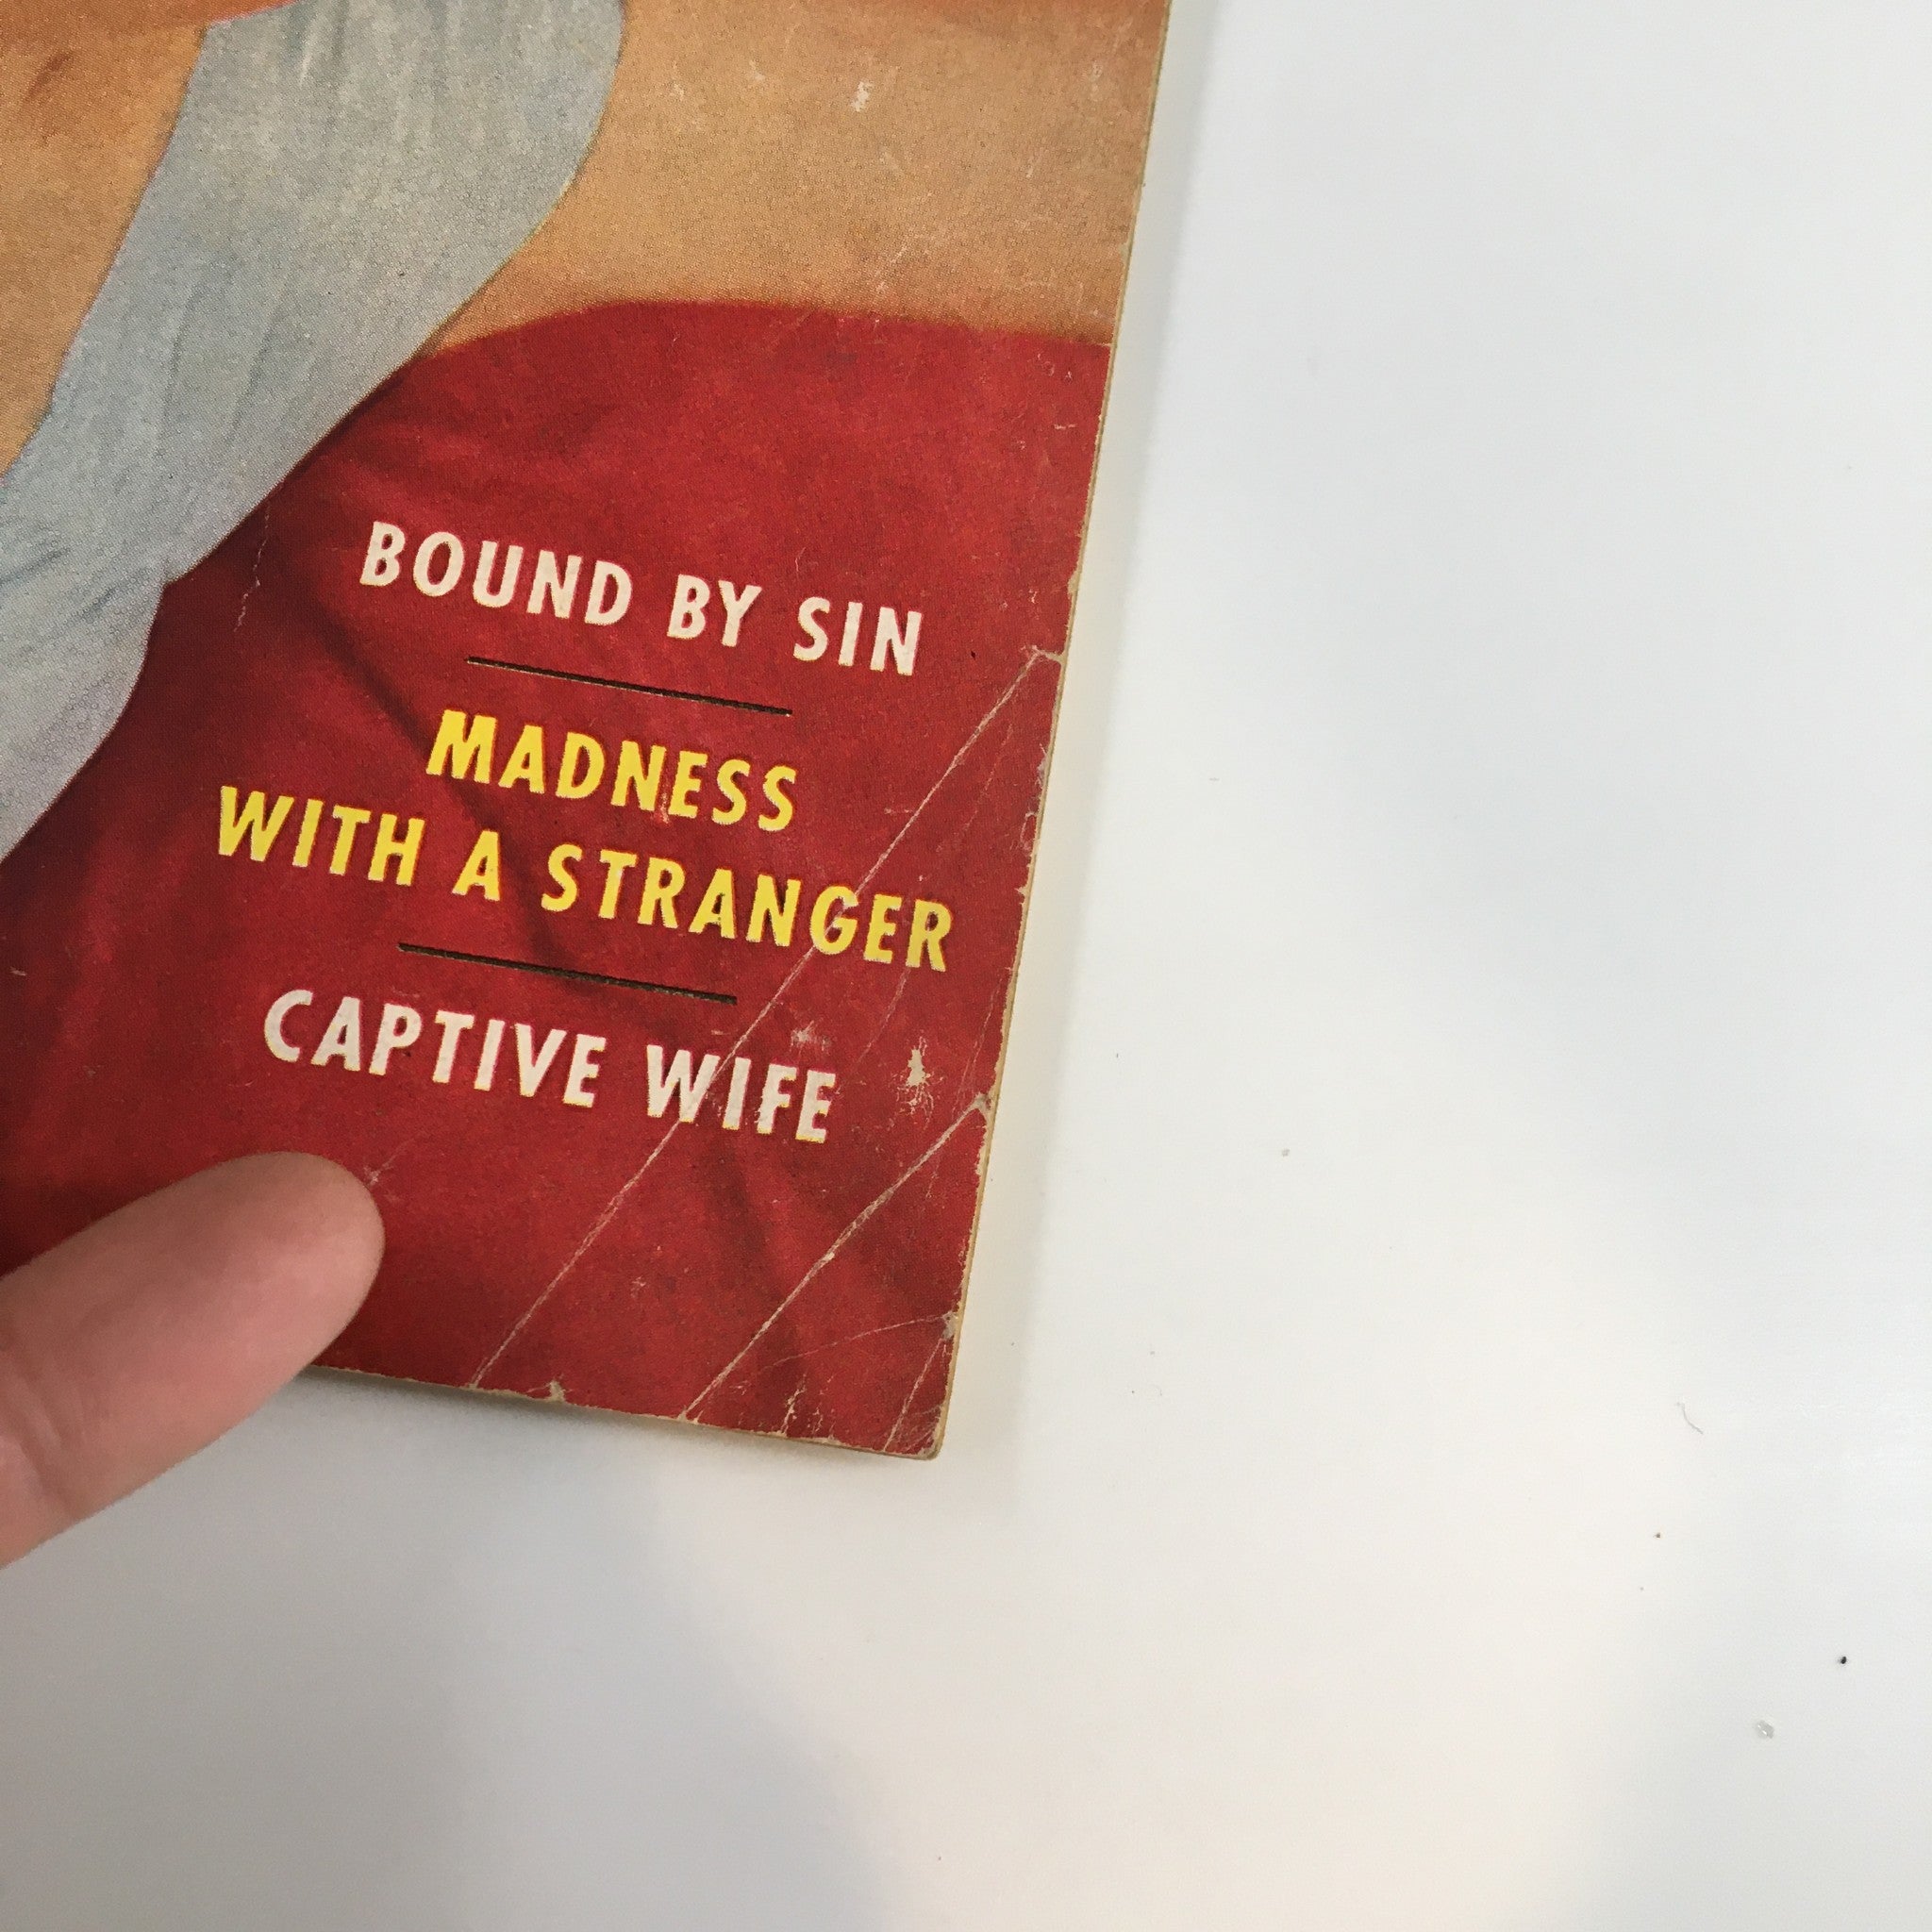 BOUND BY SIN
MADNESS
WITH A STRANGER
CAPTIVE WIFE